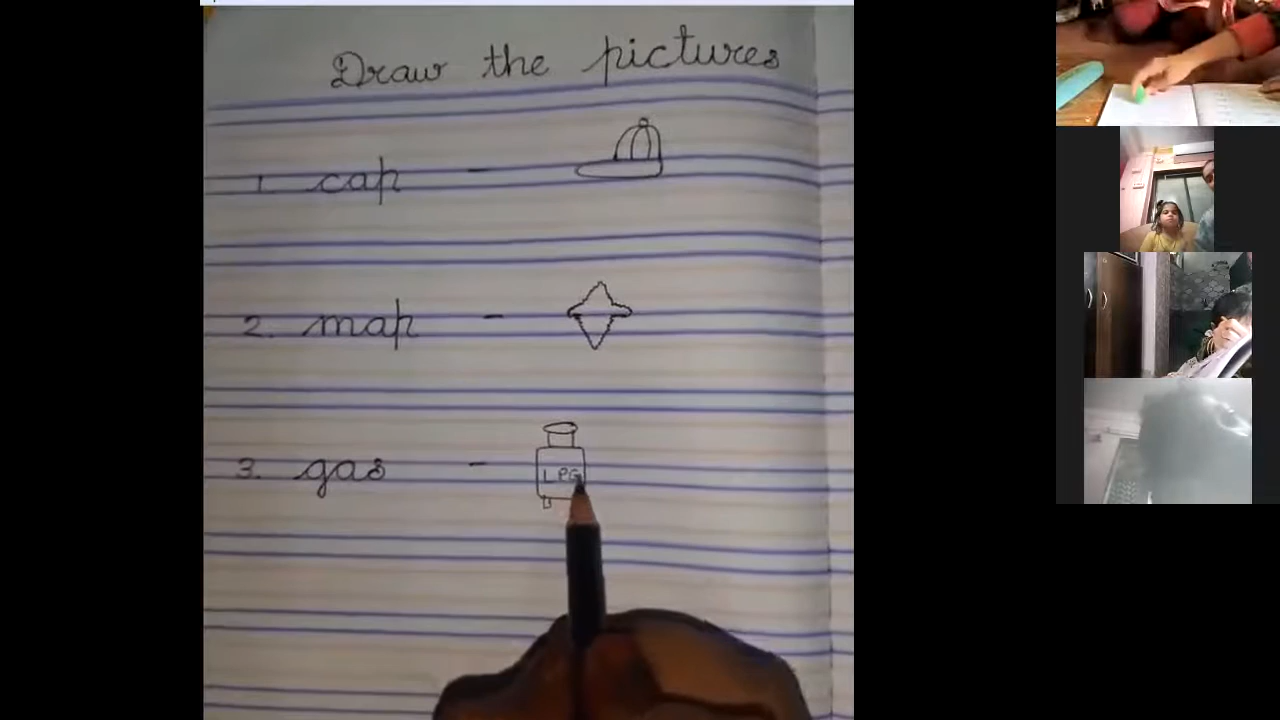 Draw the pictures
1. cap -
2. map -
3. gas - LPG